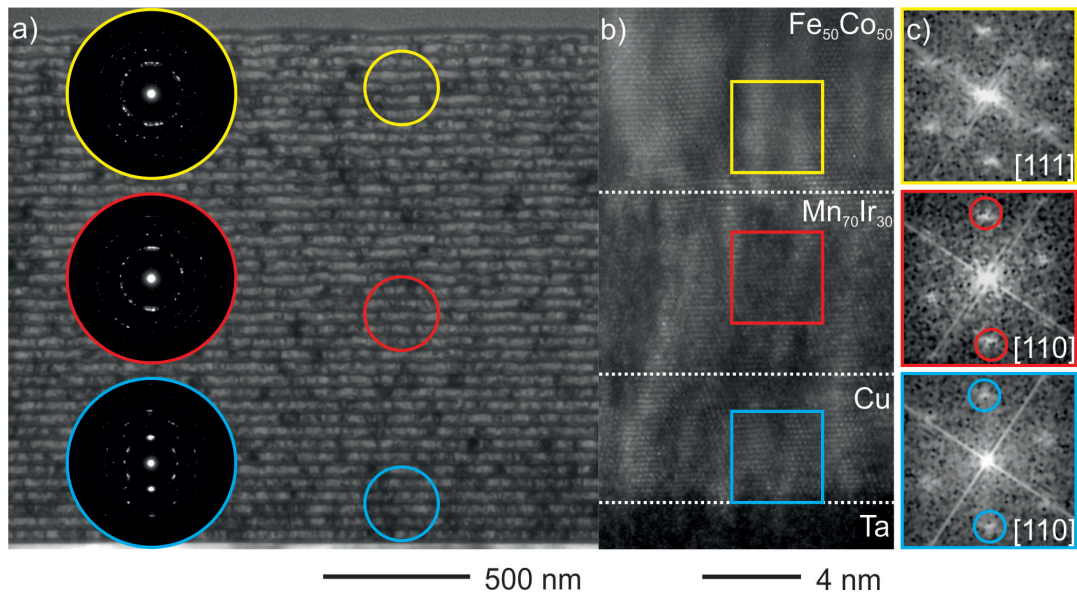 a)
b)
Fe₅₀Co₅₀
c)
[111]
Mn₇₀Ir₃₀
[110]
Cu
Ta
[110]
500 nm
4 nm